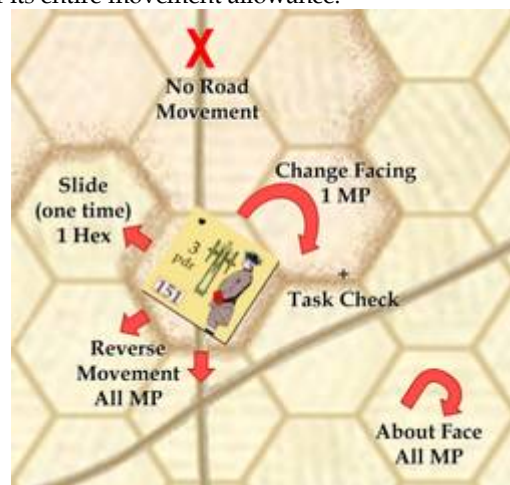 its entire movement allowance.
X
No Road
Movement
Change Facing
1 MP
Slide
(one time)
1 Hex
3
pdr
151
+
Task Check
Reverse
Movement
All MP
About Face
All MP